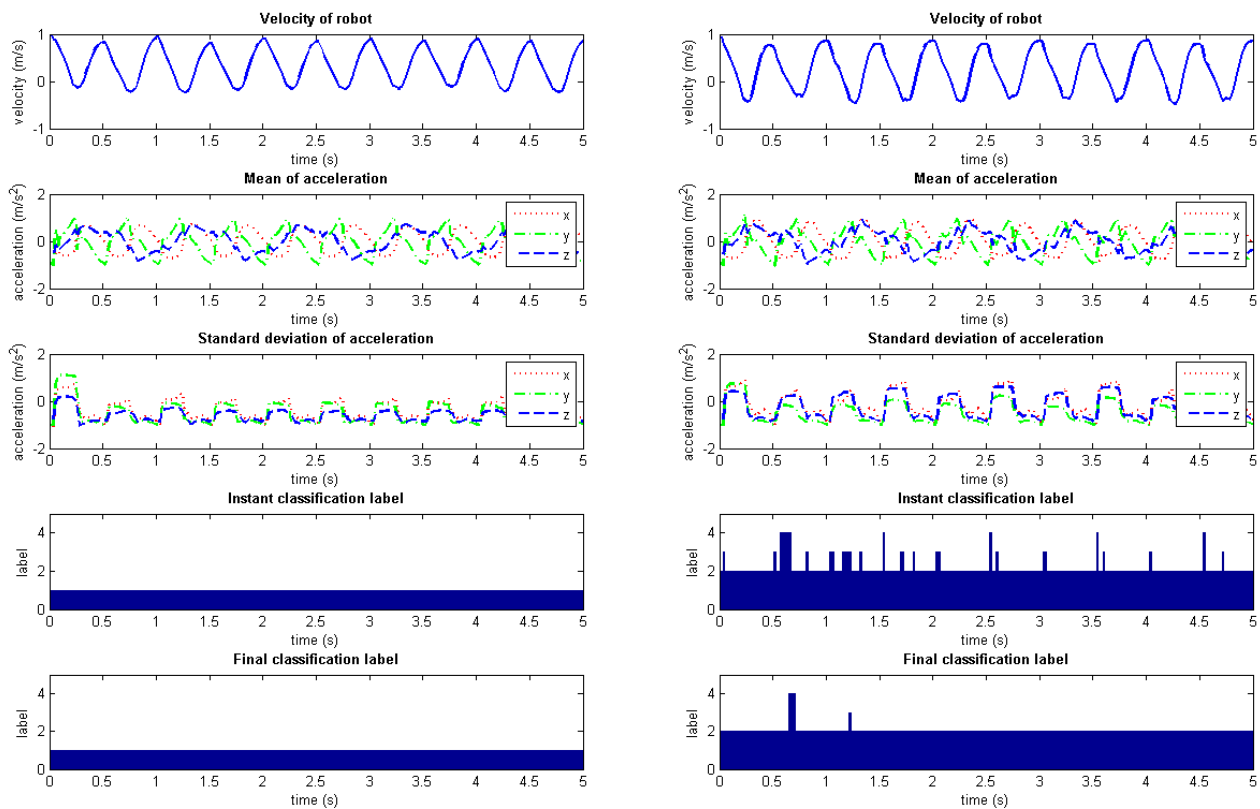 Velocity of robot
velocity (m/s)
1
0
-1
0 0.5 1 1.5 2 2.5 3 3.5 4 4.5 5
time (s)
Mean of acceleration
acceleration (m/s²)
2
0
-2
x
y
z
0 0.5 1 1.5 2 2.5 3 3.5 4 4.5 5
time (s)
Standard deviation of acceleration
acceleration (m/s²)
2
0
-2
x
y
z
0 0.5 1 1.5 2 2.5 3 3.5 4 4.5 5
time (s)
Instant classification label
label
4
2
0
0 0.5 1 1.5 2 2.5 3 3.5 4 4.5 5
time (s)
Final classification label
label
4
2
0
0 0.5 1 1.5 2 2.5 3 3.5 4 4.5 5
time (s)
Velocity of robot
velocity (m/s)
1
0
-1
0 0.5 1 1.5 2 2.5 3 3.5 4 4.5 5
time (s)
Mean of acceleration
acceleration (m/s²)
2
0
-2
x
y
z
0 0.5 1 1.5 2 2.5 3 3.5 4 4.5 5
time (s)
Standard deviation of acceleration
acceleration (m/s²)
2
0
-2
x
y
z
0 0.5 1 1.5 2 2.5 3 3.5 4 4.5 5
time (s)
Instant classification label
label
4
2
0
0 0.5 1 1.5 2 2.5 3 3.5 4 4.5 5
time (s)
Final classification label
label
4
2
0
0 0.5 1 1.5 2 2.5 3 3.5 4 4.5 5
time (s)